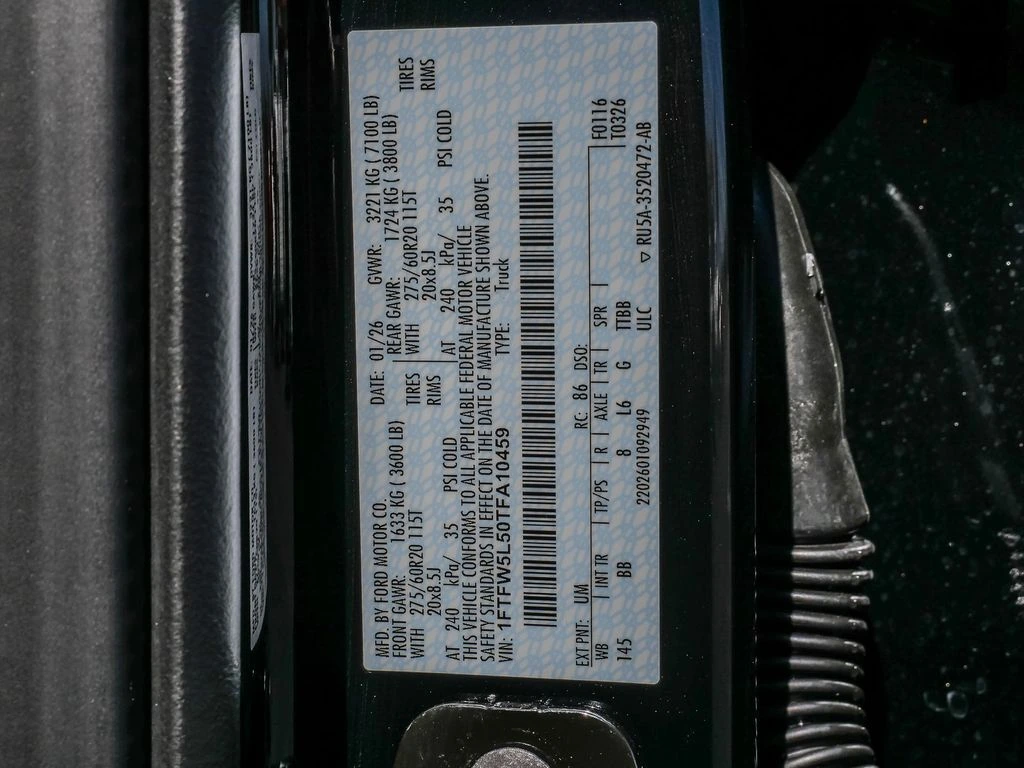 MFD. BY FORD MOTOR CO. DATE: 01/26 GVWR: 3221 KG ( 7100 LB)
FRONT GAWR: 1633 KG ( 3600 LB) REAR GAWR: 1724 KG ( 3800 LB)
WITH 275/60R20 115T TIRES WITH 275/60R20 115T TIRES
20x8.5J RIMS 20x8.5J RIMS
AT 240 kPa/ 35 PSI COLD AT 240 kPa/ 35 PSI COLD
THIS VEHICLE CONFORMS TO ALL APPLICABLE FEDERAL MOTOR VEHICLE
SAFETY STANDARDS IN EFFECT ON THE DATE OF MANUFACTURE SHOWN ABOVE.
VIN: 1FTFW5L50TFA10459 TYPE: Truck
EXT PNT: UM RC: 86 DSO:
WB INT TR TP/PS R AXLE TR SPR F0116
145 BB 8 L6 G TTBB T0326
2202601092949 ULC ▽ RU5A-3520472-AB